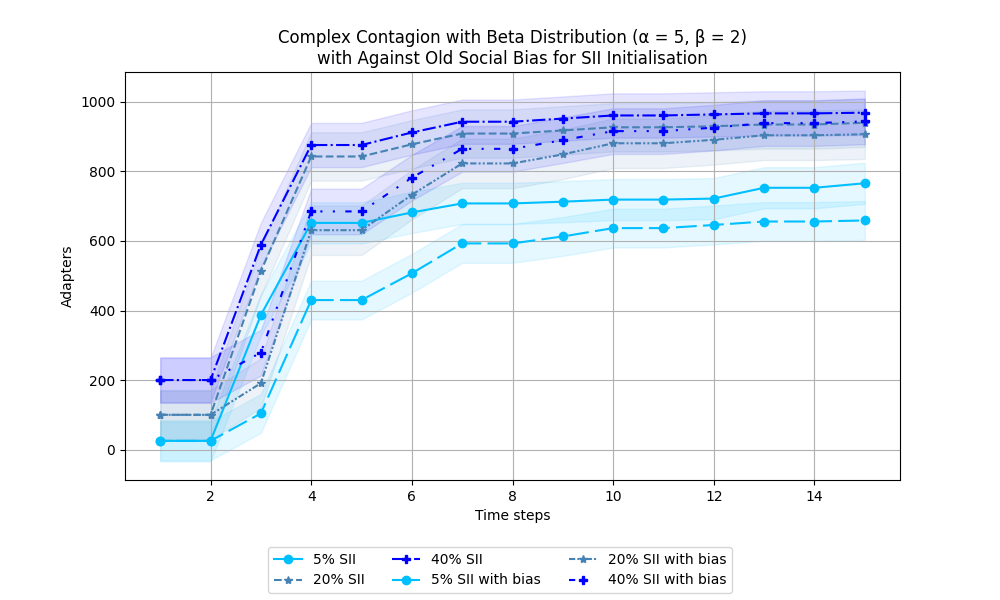 Complex Contagion with Beta Distribution (α = 5, β = 2)
with Against Old Social Bias for SII Initialisation
Adapters
1000
800
600
400
200
0
2 4 6 8 10 12 14
Time steps
5% SII 40% SII 20% SII with bias
20% SII 5% SII with bias 40% SII with bias